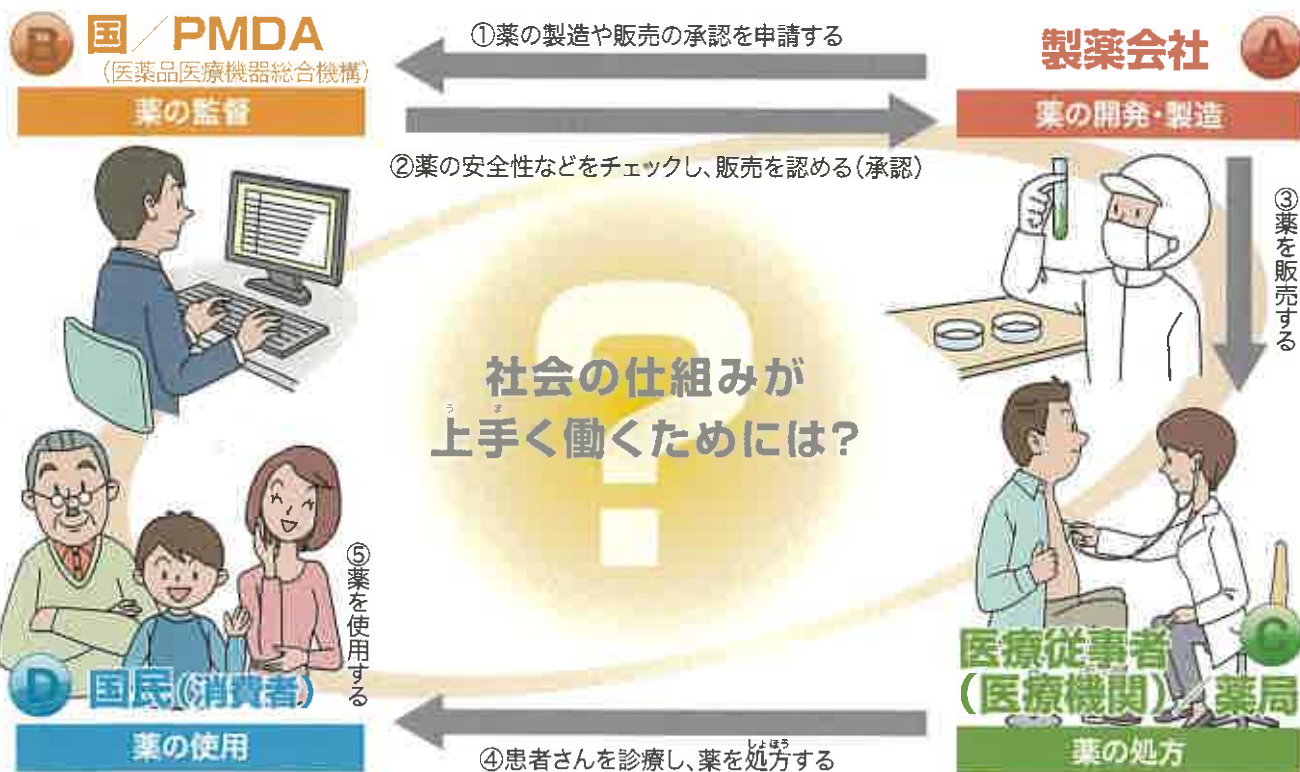 B 国／PMDA
(医薬品医療機器総合機構)
薬の監督
①薬の製造や販売の承認を申請する
製薬会社 A
薬の開発・製造
②薬の安全性などをチェックし、販売を認める(承認)
③薬を販売する
社会の仕組みが
うま
上手く働くためには?
⑤薬を使用する
D 国民(消費者)
薬の使用
医療従事者 C
(医療機関)／薬局
薬の処方
しょほう
④患者さんを診療し、薬を処方する